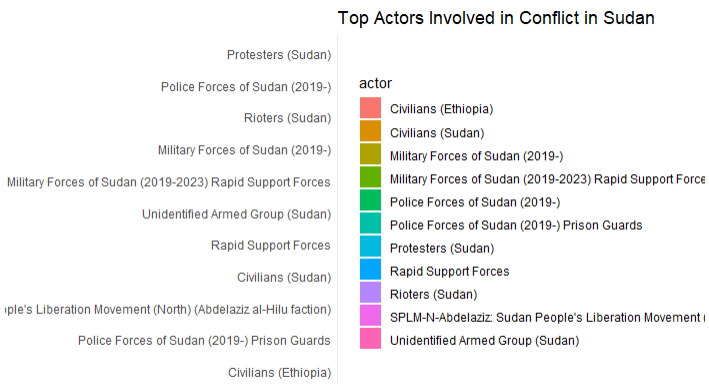 Top Actors Involved in Conflict in Sudan
Protesters (Sudan)
Police Forces of Sudan (2019-)
Rioters (Sudan)
Military Forces of Sudan (2019-)
Military Forces of Sudan (2019-2023) Rapid Support Forces
Unidentified Armed Group (Sudan)
Rapid Support Forces
Civilians (Sudan)
ople's Liberation Movement (North) (Abdelaziz al-Hilu faction)
Police Forces of Sudan (2019-) Prison Guards
Civilians (Ethiopia)
actor
Civilians (Ethiopia)
Civilians (Sudan)
Military Forces of Sudan (2019-)
Military Forces of Sudan (2019-2023) Rapid Support Force
Police Forces of Sudan (2019-)
Police Forces of Sudan (2019-) Prison Guards
Protesters (Sudan)
Rapid Support Forces
Rioters (Sudan)
SPLM-N-Abdelaziz: Sudan People's Liberation Movement (
Unidentified Armed Group (Sudan)